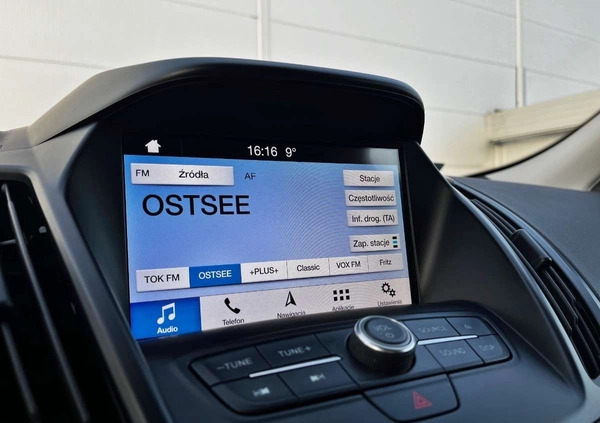 16:16 9°
FM Źródła AF
Stacje
OSTSEE
Częstotliwość
Inf. drog. (TA)
Zap. stacje
TOK FM OSTSEE +PLUS+ Classic VOX FM Fritz
Audio Telefon Nawigacja Aplikacje Ustawienia
VOL
SOURCE
–TUNE TUNE+
SOUND DISP